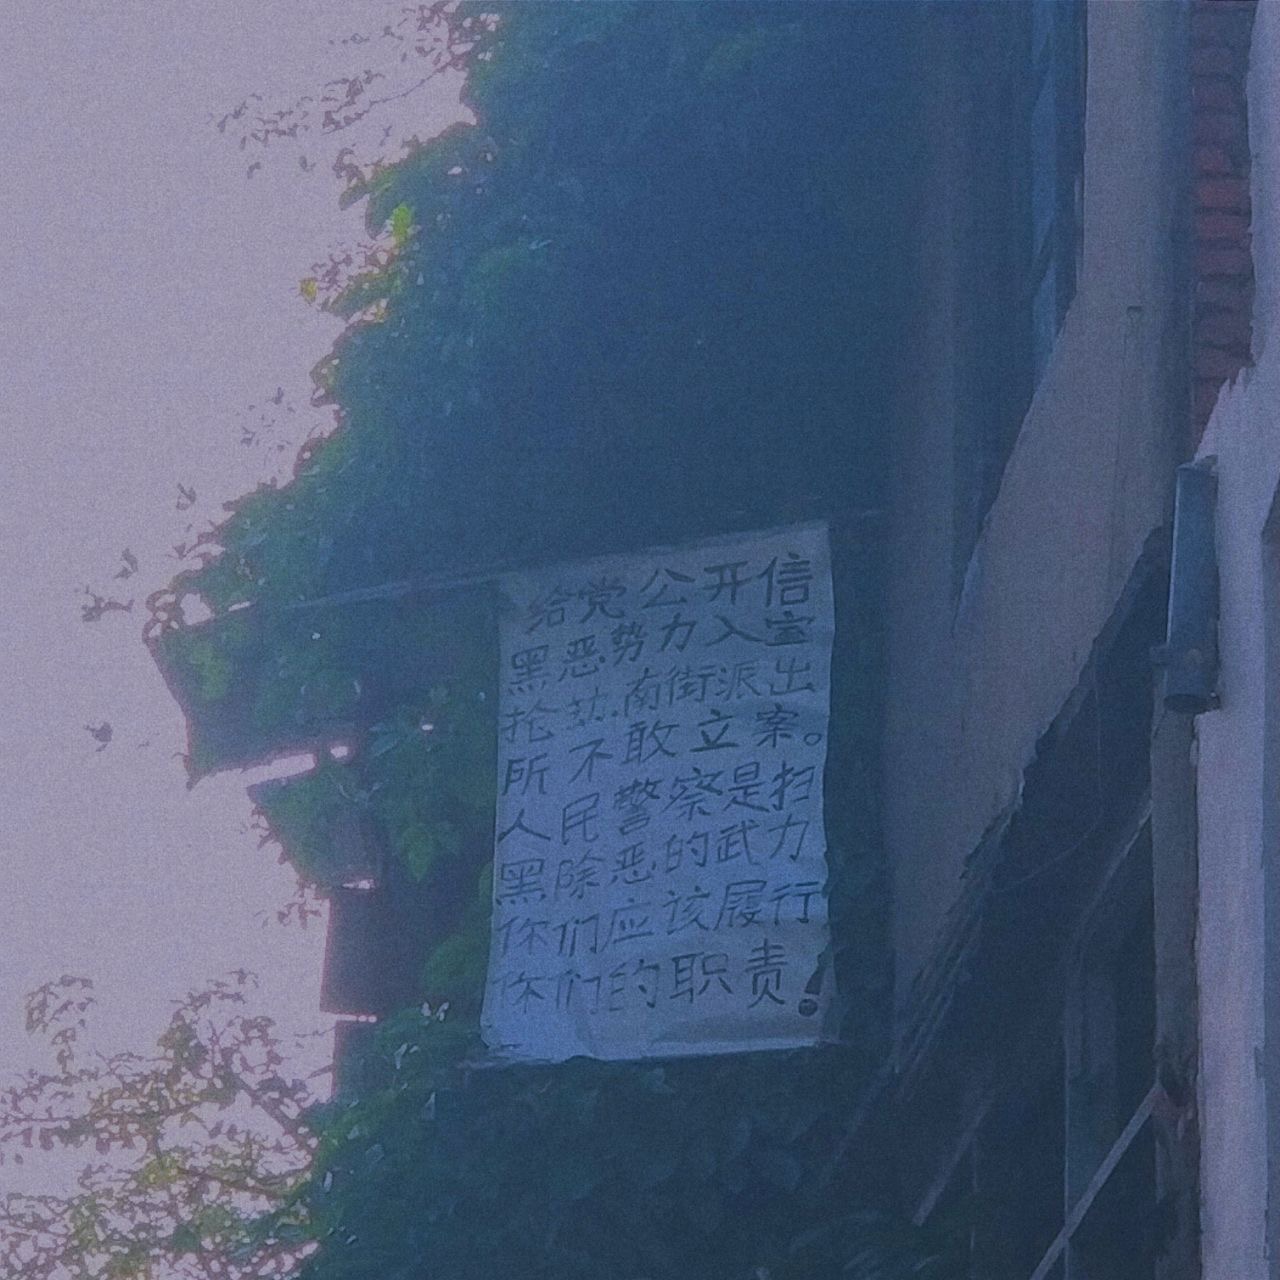 给党公开信
黑恶势力入室
抢劫.南街派出
所不敢立案。
人民警察是扫
黑除恶的武力
你们应该履行
你们的职责!